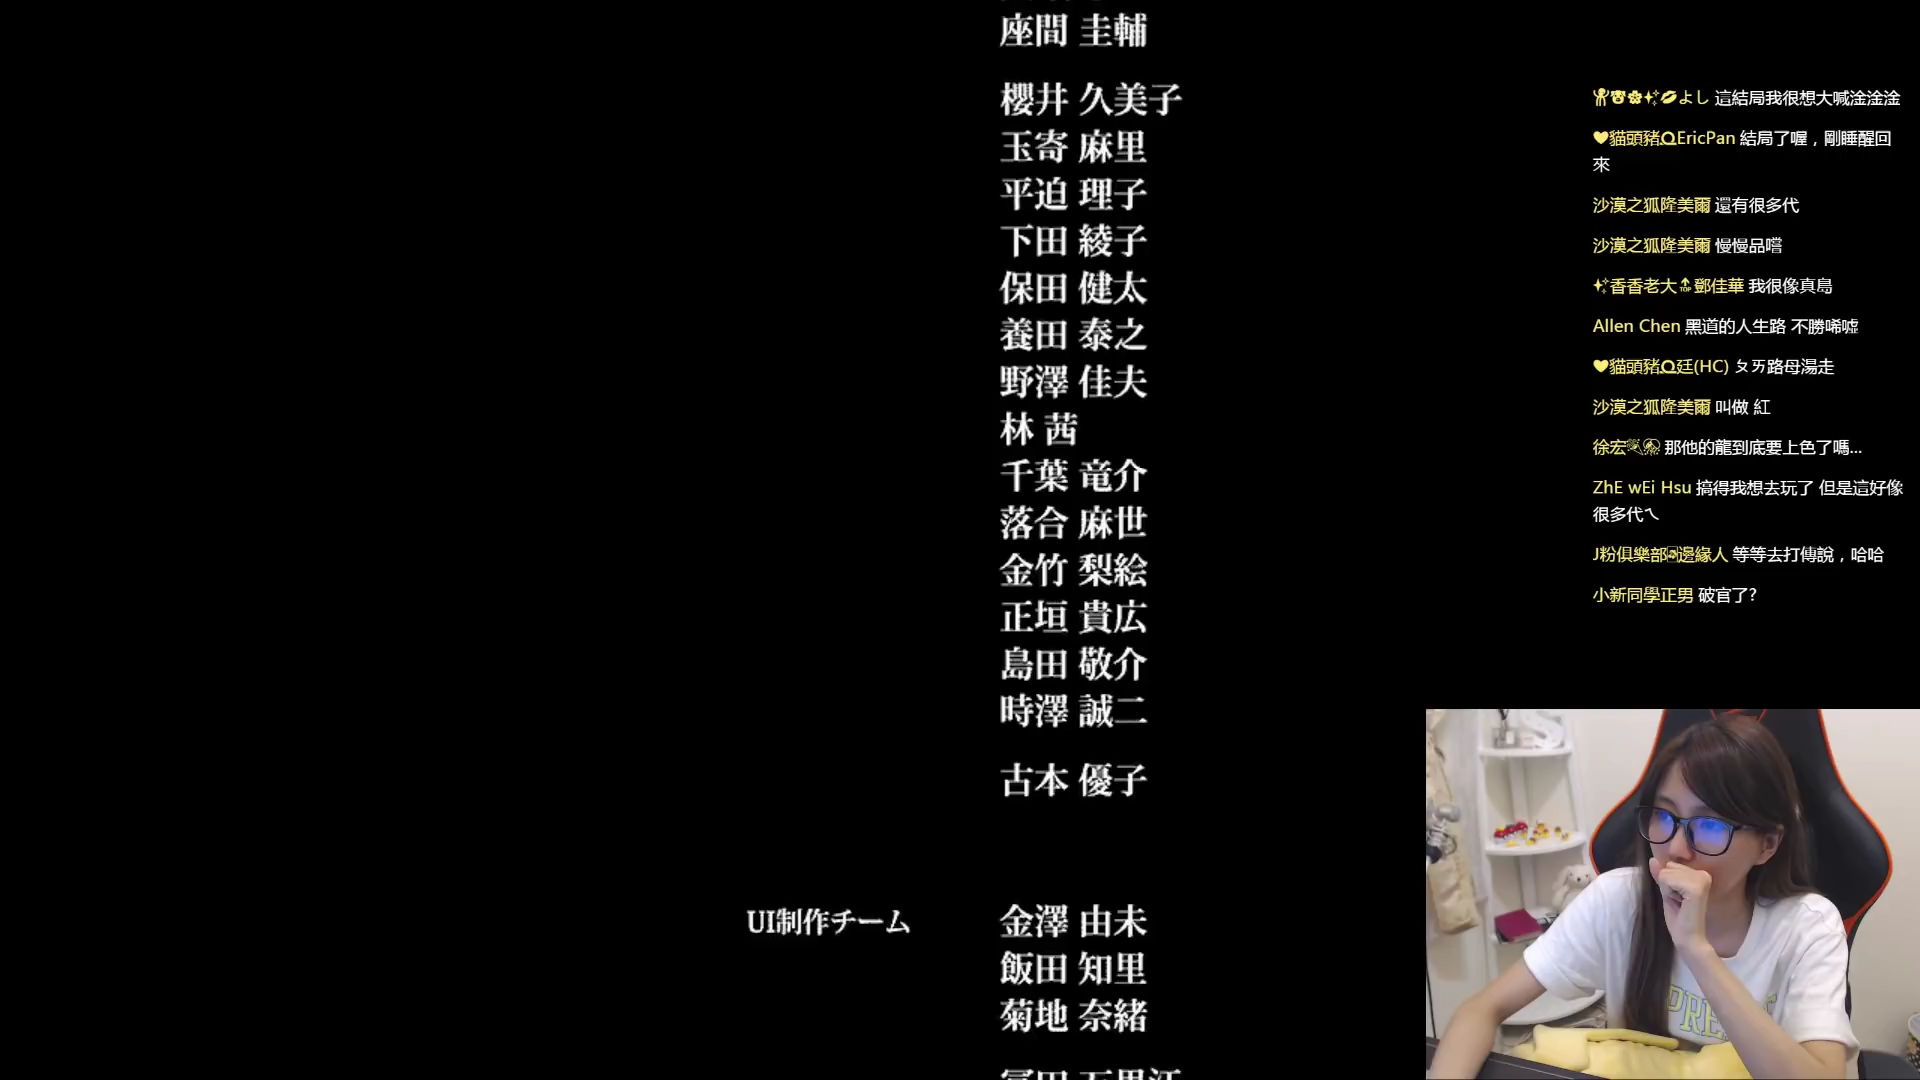 座間 圭輔
櫻井 久美子
玉寄 麻里
平迫 理子
下田 綾子
保田 健太
養田 泰之
野澤 佳夫
林 茜
千葉 竜介
落合 麻世
金竹 梨絵
正垣 貴広
島田 敬介
時澤 誠二
古本 優子
UI制作チーム
金澤 由未
飯田 知里
菊地 奈緒
よし 這結局我很想大喊淦淦淦
貓頭豬EricPan 結局了喔，剛睡醒回
來
沙漠之狐隆美爾 還有很多代
沙漠之狐隆美爾 慢慢品嚐
香香老大 鄧佳華 我很像真島
Allen Chen 黑道的人生路 不勝唏噓
貓頭豬廷(HC) ㄆㄞ路母湯走
沙漠之狐隆美爾 叫做 紅
徐宏 那他的龍到底要上色了嗎...
ZhE wEi Hsu 搞得我想去玩了 但是這好像
很多代ㄟ
J粉俱樂部邊緣人 等等去打傳說，哈哈
小新同學正男 破官了?